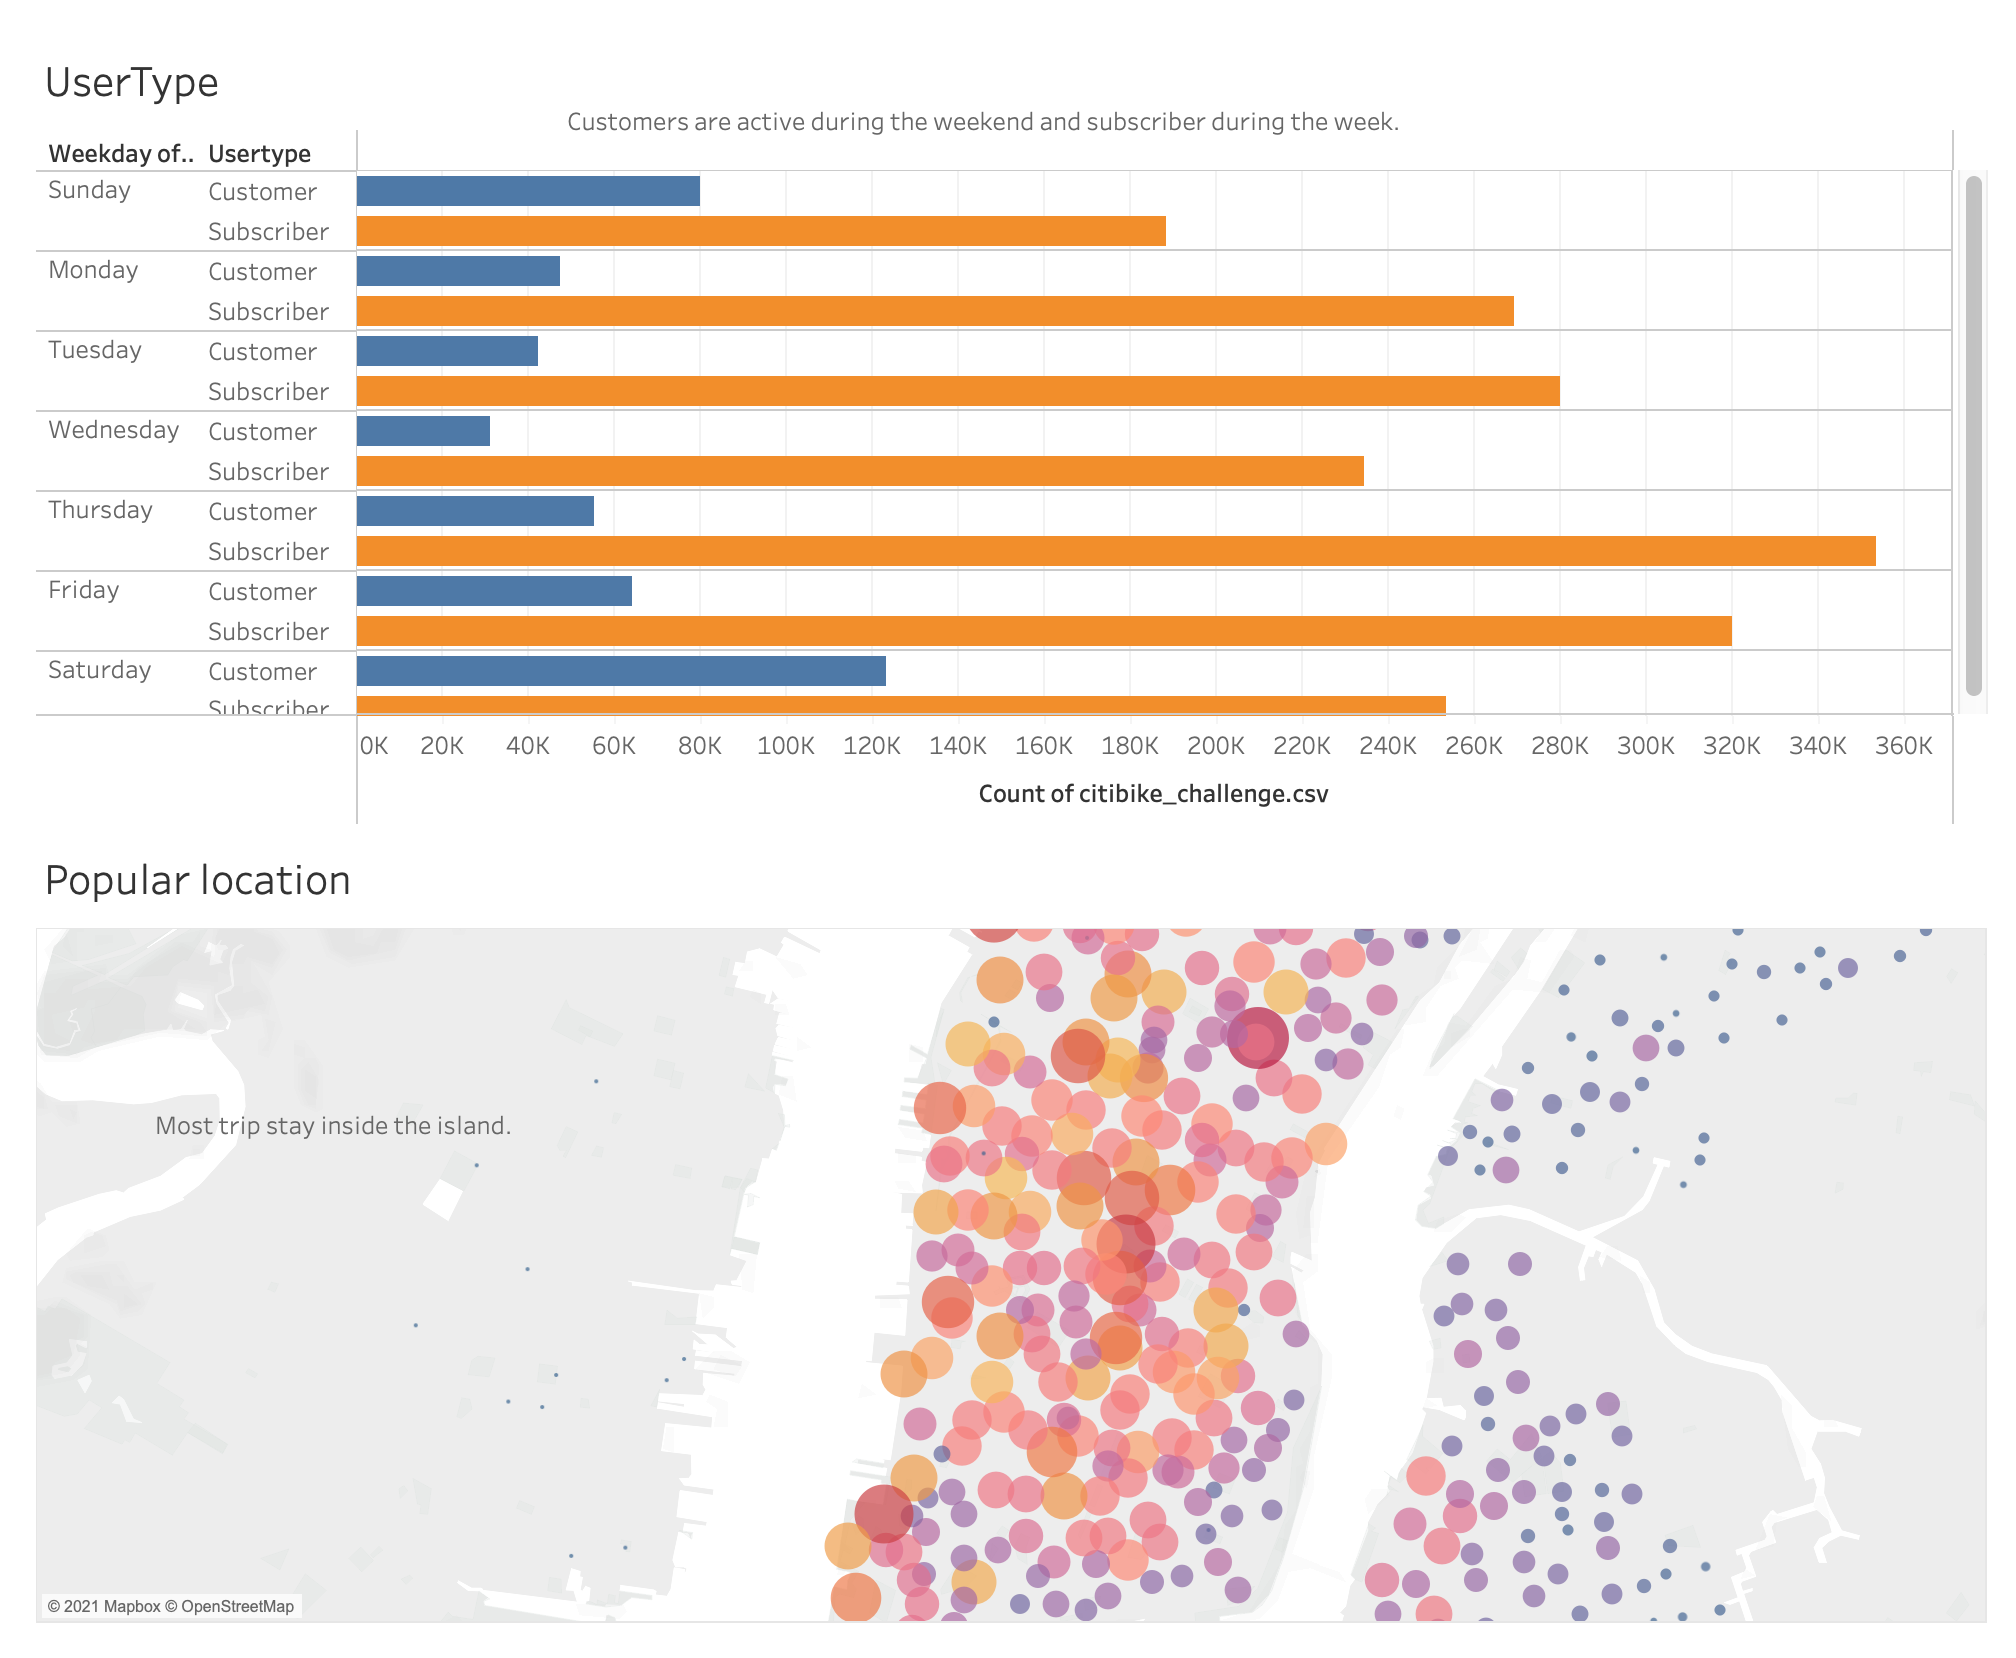 UserType
Customers are active during the weekend and subscriber during the week.
Weekday of.. Usertype
Sunday Customer
Subscriber
Monday Customer
Subscriber
Tuesday Customer
Subscriber
Wednesday Customer
Subscriber
Thursday Customer
Subscriber
Friday Customer
Subscriber
Saturday Customer
Subscriber
0K 20K 40K 60K 80K 100K 120K 140K 160K 180K 200K 220K 240K 260K 280K 300K 320K 340K 360K
Count of citibike_challenge.csv
Popular location
Most trip stay inside the island.
© 2021 Mapbox © OpenStreetMap